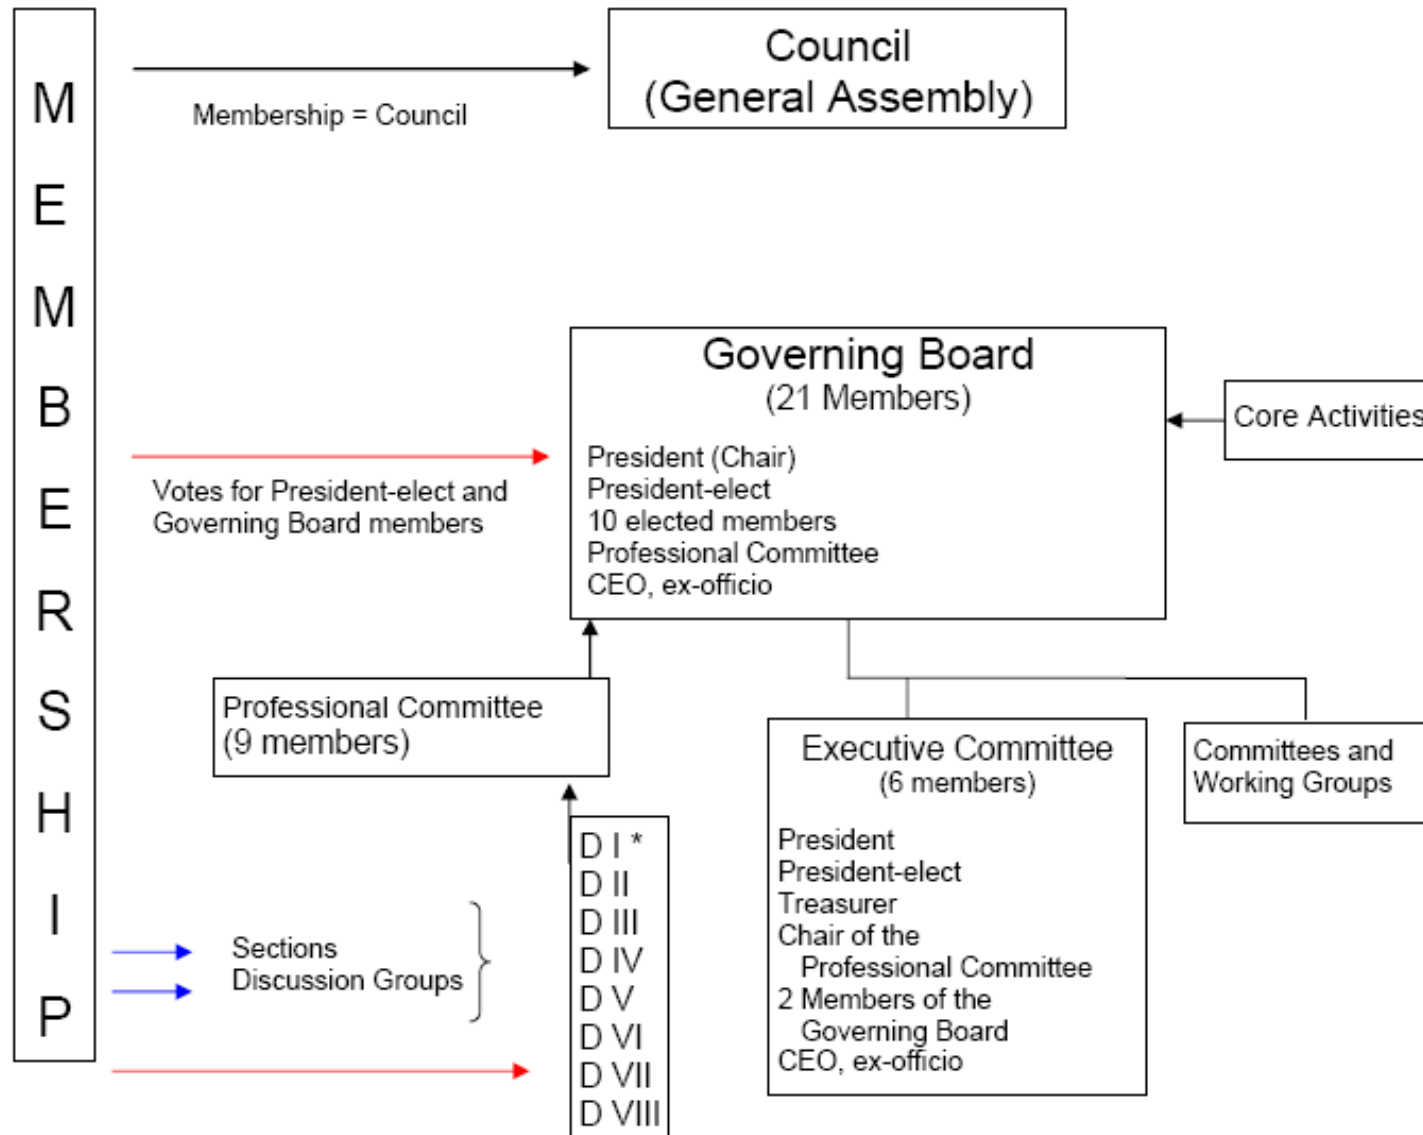 MEMBERSHIP
Council
(General Assembly)
Membership = Council
Governing Board
(21 Members)
President (Chair)
President-elect
10 elected members
Professional Committee
CEO, ex-officio
Core Activities
Votes for President-elect and
Governing Board members
Professional Committee
(9 members)
Executive Committee
(6 members)
President
President-elect
Treasurer
Chair of the
Professional Committee
2 Members of the
Governing Board
CEO, ex-officio
Committees and
Working Groups
Sections
Discussion Groups
D I *
D II
D III
D IV
D V
D VI
D VII
D VIII